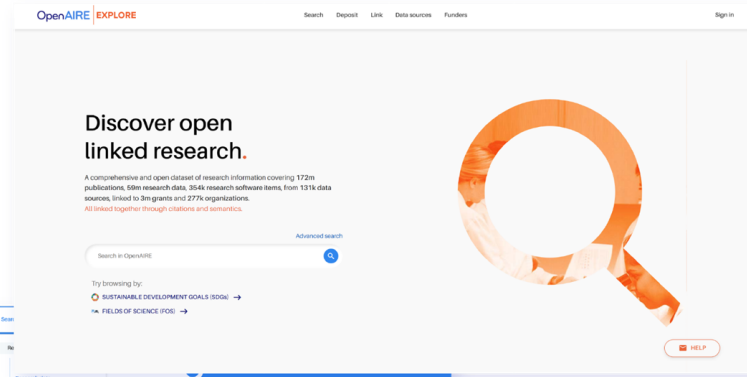 OpenAIRE | EXPLORE
Search Deposit Link Data sources Funders
Sign in
Discover open
linked research.
A comprehensive and open dataset of research information covering 172m
publications, 59m research data, 354k research software items, from 131k data
sources, linked to 3m grants and 277k organizations.
All linked together through citations and semantics.
Advanced search
Search in OpenAIRE
Try browsing by:
SUSTAINABLE DEVELOPMENT GOALS (SDGs)
FIELDS OF SCIENCE (FOS)
HELP